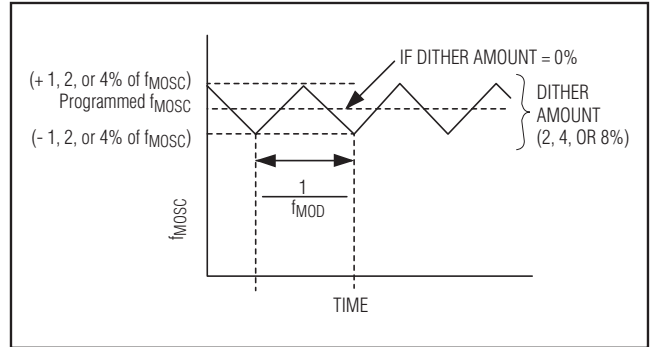 IF DITHER AMOUNT = 0%
(+ 1, 2, or 4% of fMOSC)
Programmed fMOSC
(- 1, 2, or 4% of fMOSC)
DITHER
AMOUNT
(2, 4, OR 8%)
1
fMOD
fMOSC
TIME